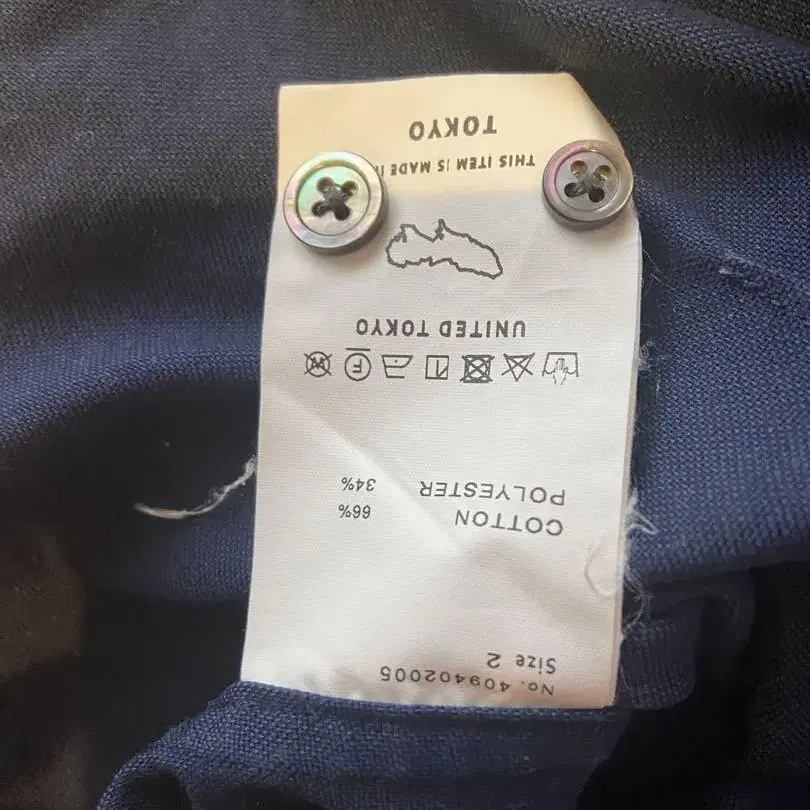 No. 409402005
Size 2
COTTON 66%
POLYESTER 34%
UNITED TOKYO
THIS ITEM IS MADE
TOKYO